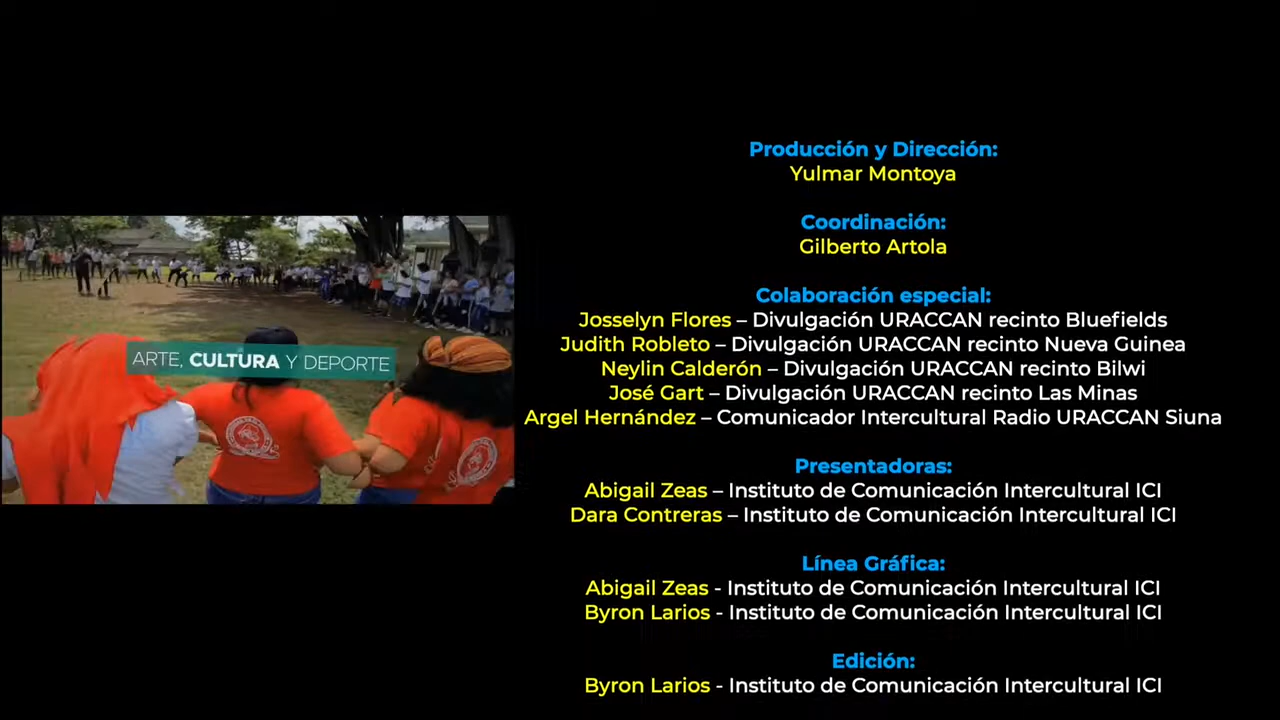 ARTE, CULTURA Y DEPORTE
Producción y Dirección:
Yulmar Montoya
Coordinación:
Gilberto Artola
Colaboración especial:
Josselyn Flores – Divulgación URACCAN recinto Bluefields
Judith Robleto – Divulgación URACCAN recinto Nueva Guinea
Neylin Calderón – Divulgación URACCAN recinto Bilwi
José Gart – Divulgación URACCAN recinto Las Minas
Argel Hernández – Comunicador Intercultural Radio URACCAN Siuna
Presentadoras:
Abigail Zeas – Instituto de Comunicación Intercultural ICI
Dara Contreras – Instituto de Comunicación Intercultural ICI
Línea Gráfica:
Abigail Zeas - Instituto de Comunicación Intercultural ICI
Byron Larios - Instituto de Comunicación Intercultural ICI
Edición:
Byron Larios - Instituto de Comunicación Intercultural ICI